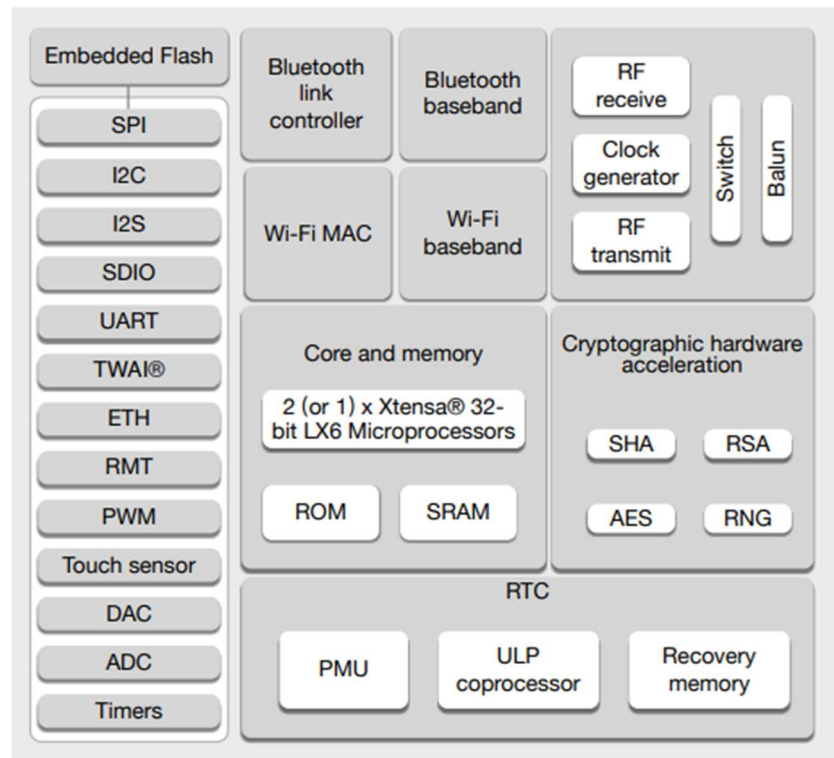 Embedded Flash
SPI
I2C
I2S
SDIO
UART
TWAI®
ETH
RMT
PWM
Touch sensor
DAC
ADC
Timers
Bluetooth
link
controller
Bluetooth
baseband
Wi-Fi MAC
Wi-Fi
baseband
RF
receive
Clock
generator
RF
transmit
Switch
Balun
Core and memory
2 (or 1) x Xtensa® 32-
bit LX6 Microprocessors
ROM
SRAM
Cryptographic hardware
acceleration
SHA
RSA
AES
RNG
RTC
PMU
ULP
coprocessor
Recovery
memory